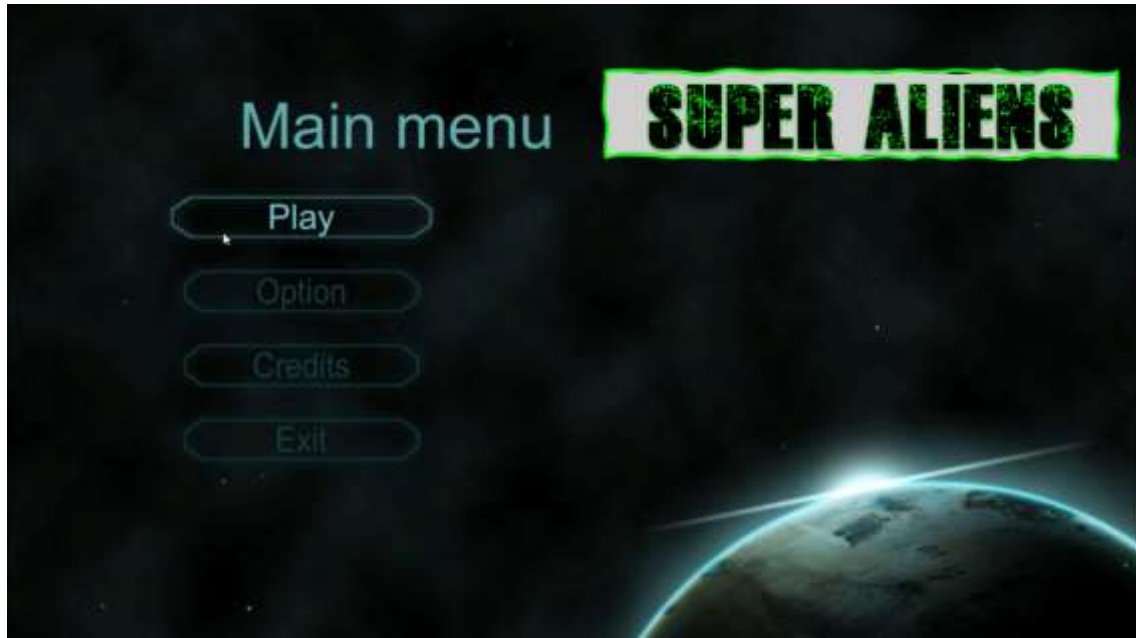 Main menu
SUPER ALIENS
Play
Option
Credits
Exit